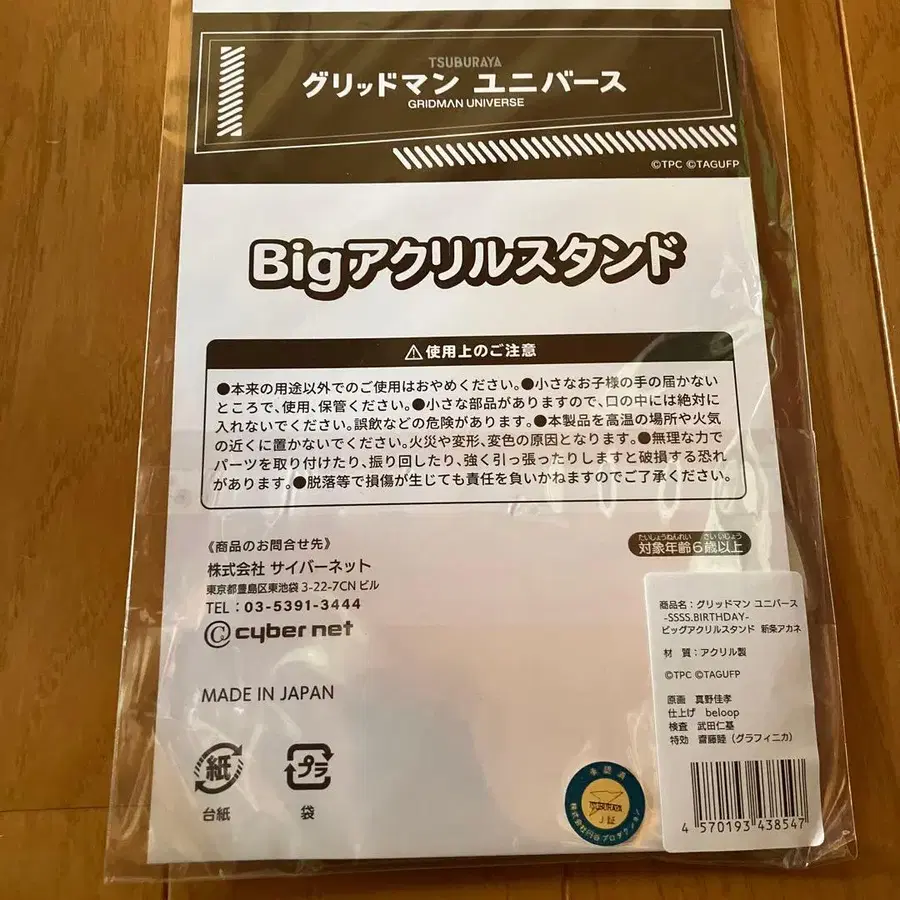 TSUBURAYA
グリッドマン ユニバース
GRIDMAN UNIVERSE
©TPC ©TAGUFP
Bigアクリルスタンド
使用上のご注意
●本来の用途以外でのご使用はおやめください。●小さなお子様の手の届かない
ところで、使用、保管ください。●小さな部品がありますので、口の中には絶対に
入れないでください。誤飲などの危険があります。●本製品を高温の場所や火気
の近くに置かないでください。火災や変形、変色の原因となります。●無理な力で
パーツを取り付けたり、振り回したり、強く引っ張ったりしますと破損する恐れ
があります。●脱落等で損傷が生じても責任を負いかねますのでご了承ください。
《商品のお問合せ先》
株式会社 サイバーネット
東京都豊島区東池袋 3-22-7CN ビル
TEL：03-5391-3444
cyber net
たいしょうねんれい さいいじょう
対象年齢6歳以上
MADE IN JAPAN
紙
台紙
プラ
袋
商品名：グリッドマン ユニバース
-SSSS.BIRTHDAY-
ビッグアクリルスタンド 新条アカネ
材 質：アクリル製
©TPC ©TAGUFP
原画 真野佳孝
仕上げ beloop
検査 武田仁基
特効 齋藤睦（グラフィニカ）
4 570193 438547
TSUBURAYA
株式会社円谷プロダクション